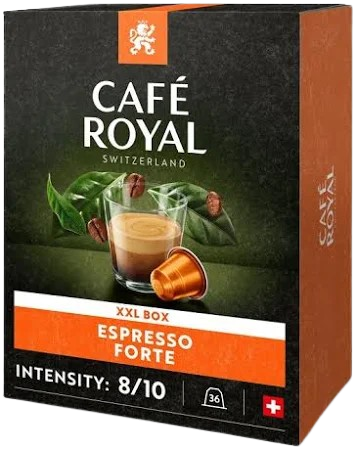 CAFÉ
ROYAL
SWITZERLAND
XXL BOX
ESPRESSO
FORTE
INTENSITY: 8/10
36
CAFÉ
ROYAL